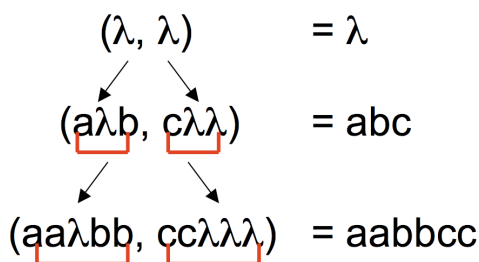 (λ, λ) = λ
(aλb, cλλ) = abc
(aaλbb, ccλλλ) = aabbcc